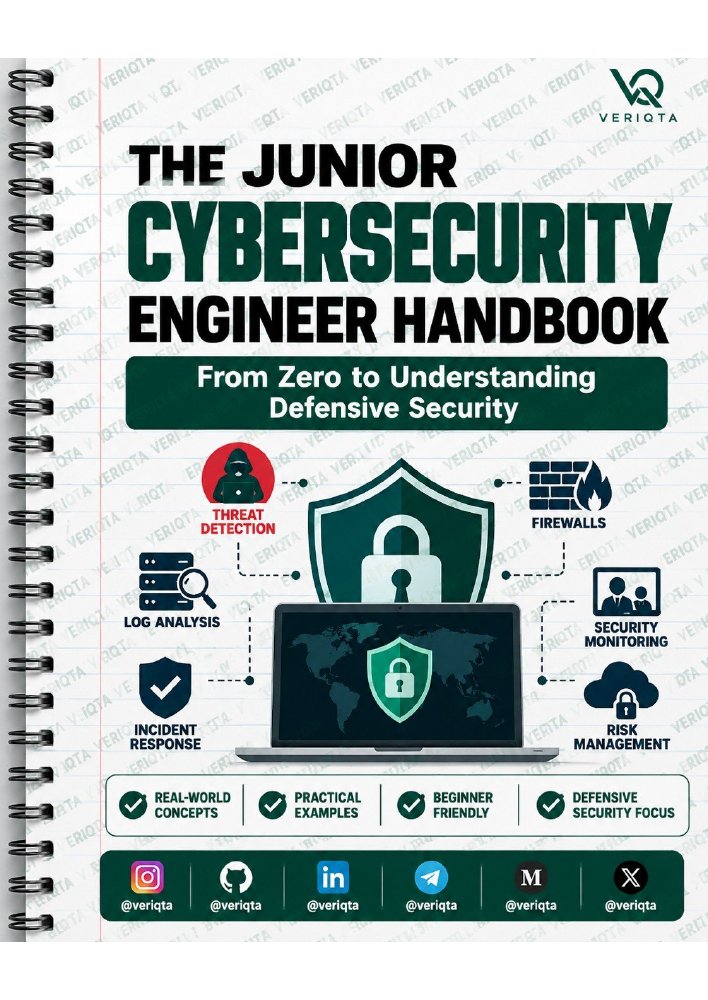 VERIQTA
THE JUNIOR
CYBERSECURITY
ENGINEER HANDBOOK
From Zero to Understanding
Defensive Security
THREAT
DETECTION
FIREWALLS
LOG ANALYSIS
SECURITY
MONITORING
INCIDENT
RESPONSE
RISK
MANAGEMENT
REAL-WORLD
CONCEPTS
PRACTICAL
EXAMPLES
BEGINNER
FRIENDLY
DEFENSIVE
SECURITY FOCUS
@veriqta
@veriqta
@veriqta
@veriqta
@veriqta
@veriqta